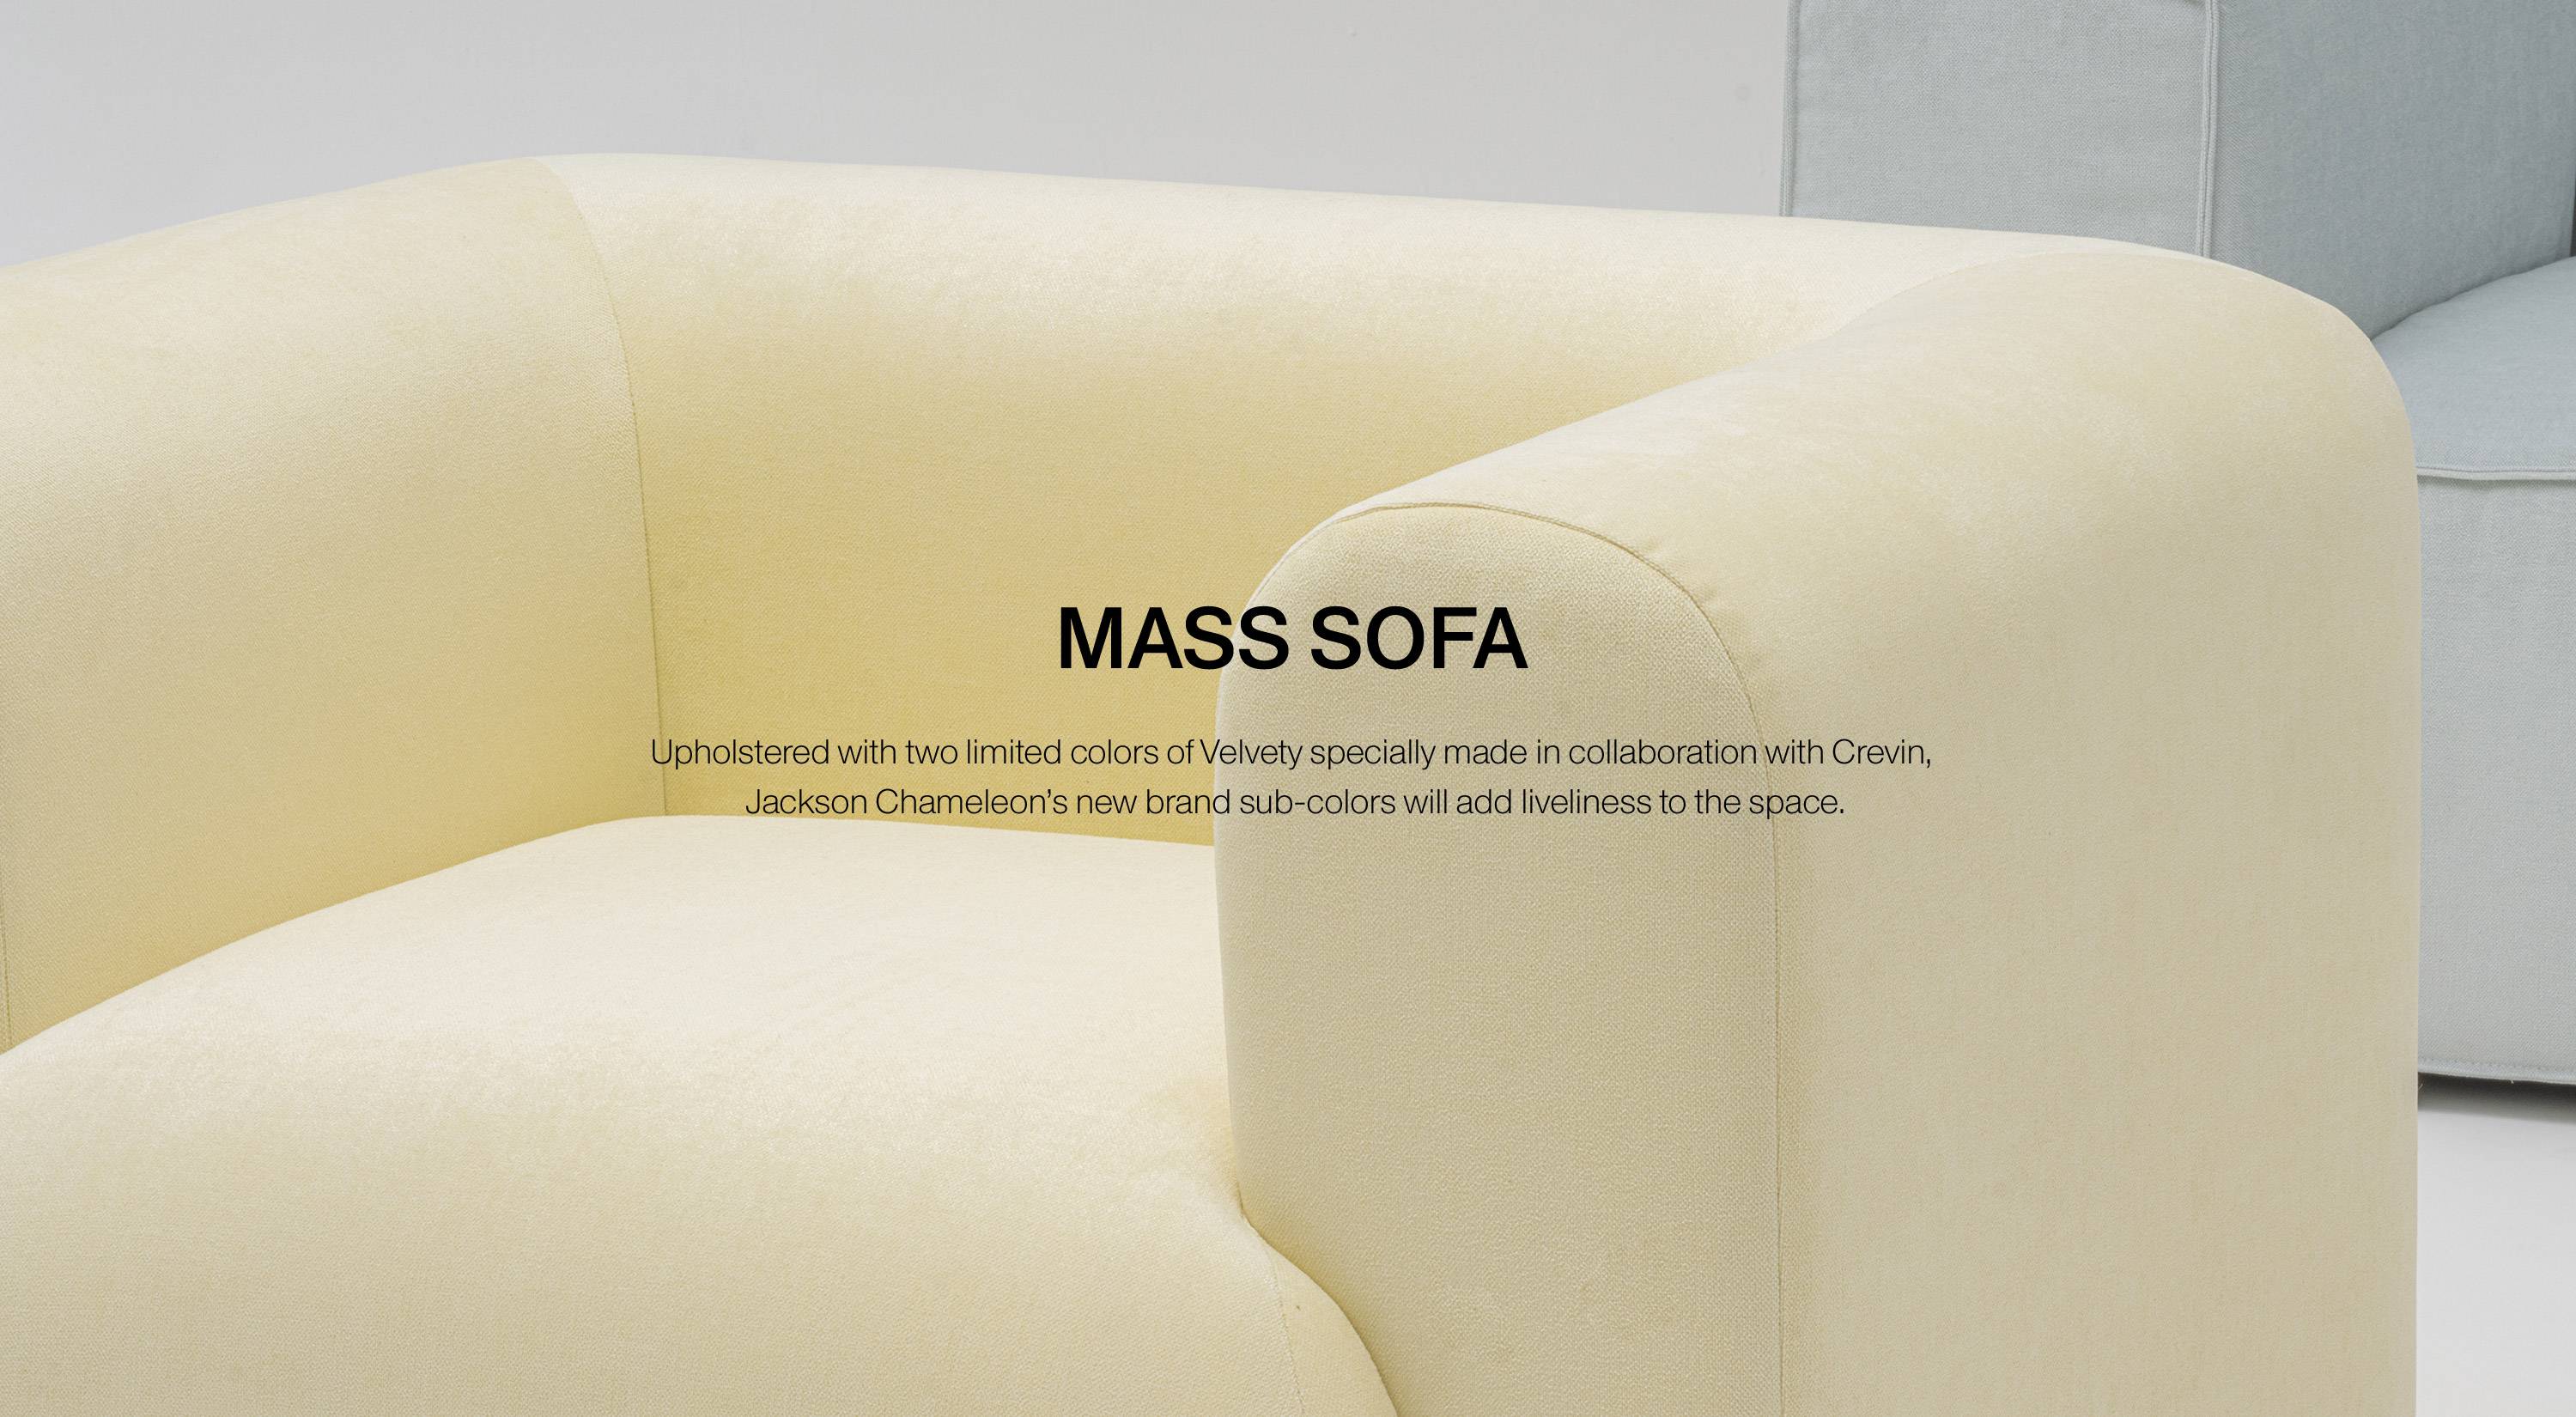 MASS SOFA
Upholstered with two limited colors of Velvety specially made in collaboration with Crevin,
Jackson Chameleon’s new brand sub-colors will add liveliness to the space.